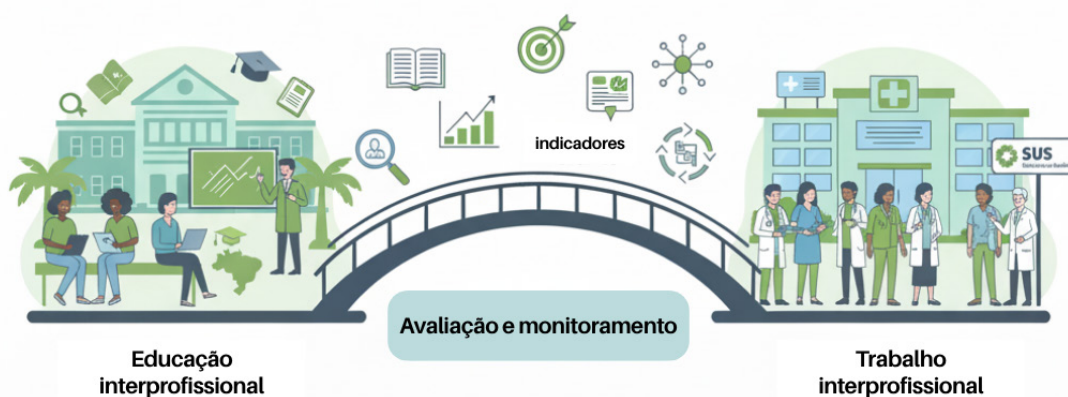 indicadores
SUS
Avaliação e monitoramento
Educação
interprofissional
Trabalho
interprofissional